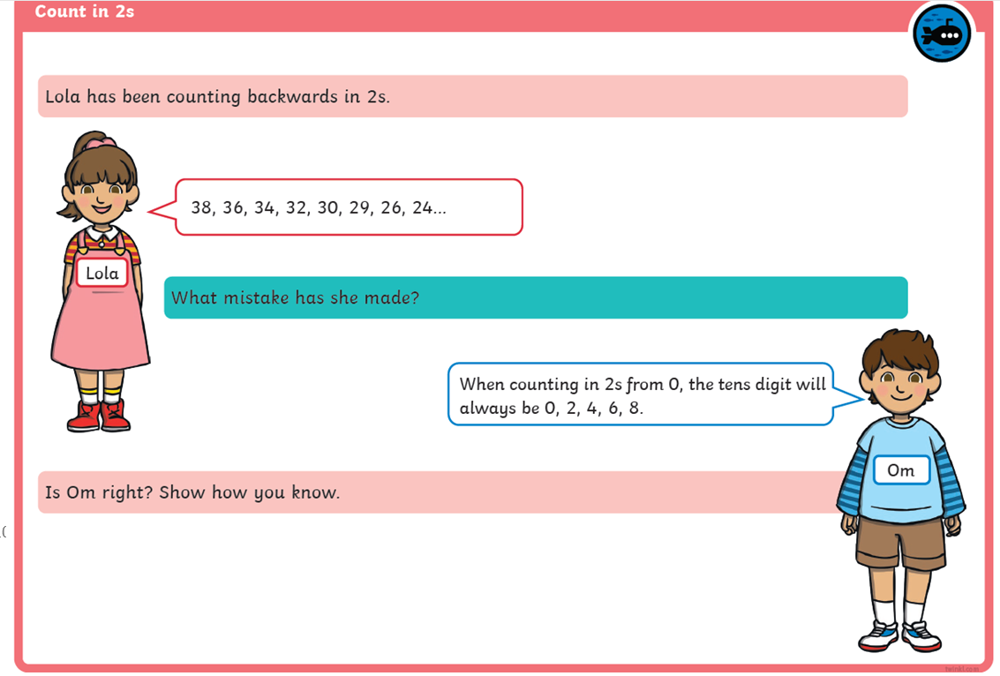 Count in 2s
Lola has been counting backwards in 2s.
38, 36, 34, 32, 30, 29, 26, 24...
Lola
What mistake has she made?
When counting in 2s from 0, the tens digit will
always be 0, 2, 4, 6, 8.
Om
Is Om right? Show how you know.
twinkl.com